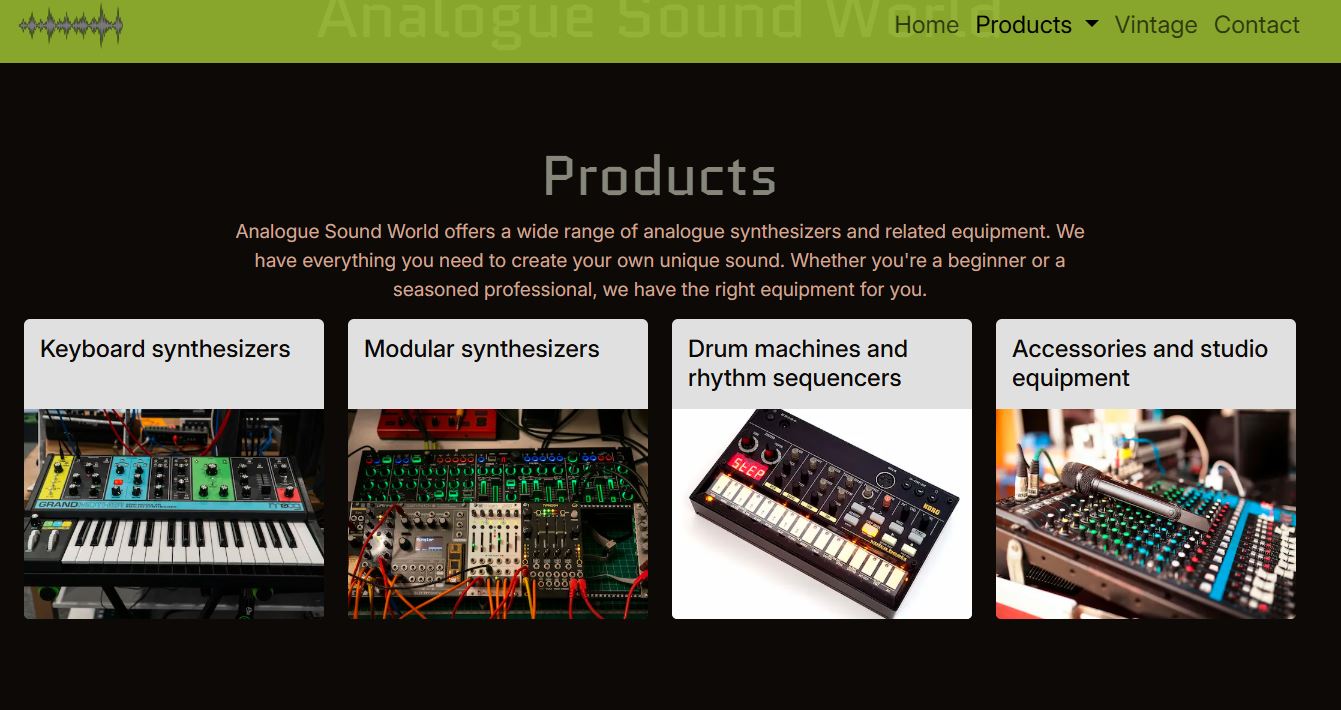 Analogue Sound World
Home Products Vintage Contact
Products
Analogue Sound World offers a wide range of analogue synthesizers and related equipment. We
have everything you need to create your own unique sound. Whether you're a beginner or a
seasoned professional, we have the right equipment for you.
Keyboard synthesizers
Modular synthesizers
Drum machines and
rhythm sequencers
Accessories and studio
equipment
GRANDMOTHER
moog
StEP
KORG